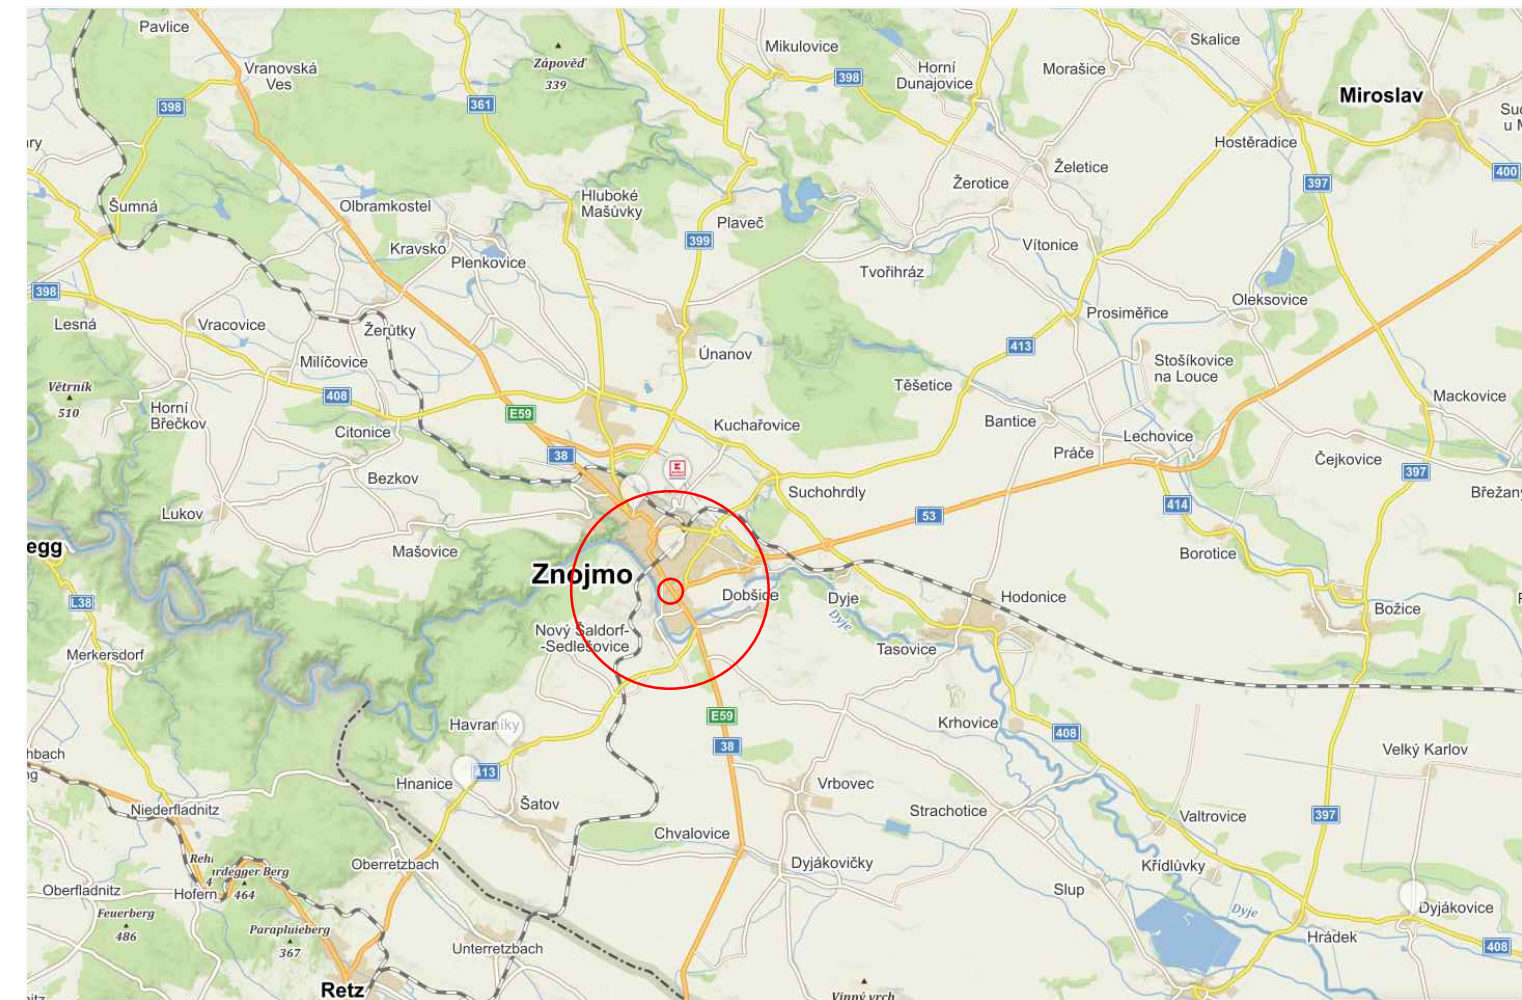 Pavlice
Skalice
Mikulovice
Zápověď
339
Vranovská
Ves
Horní
Dunajovice
Morašice
398
Miroslav
398
361
u M
Hostěradice
Želetice
400
Žerotice
397
Hluboké
Mašůvky
Šumná
Olbramkostel
Plaveč
399
Vítonice
Kravsko
Plenkovice
Tvořihráz
398
Oleksovice
Lesná
Vracovice
Žerůtky
Prosiměřice
Únanov
413
Milíčovice
Stošíkovice
na Louce
Větrník
510
408
Těšetice
Mackovice
Horní
Břečkov
E59
Citonice
Kuchařovice
Bantice
Lechovice
38
Práče
Čejkovice
397
Bezkov
Suchohrdly
414
Lukov
53
egg
Mašovice
Borotice
Znojmo
L38
Dobšice
Dyje
Hodonice
Božice
Dyje
Nový Šaldorf-
-Sedlešovice
Merkersdorf
Tasovice
E59
Havraníky
Krhovice
408
38
hbach
Velký Karlov
413
Hnanice
Vrbovec
Niederfladnitz
Šatov
Strachotice
Valtrovice
397
Chvalovice
Oberretzbach
Dyjákovičky
Křídlůvky
Oberfladnitz
Hofern
464
Slup
Feuerberg
486
Dyje
Dyjákovice
Parapluieberg
367
Hrádek
408
Unterretzbach
Retz
Vinný vrch